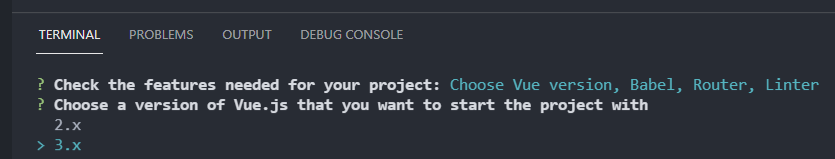 TERMINAL PROBLEMS OUTPUT DEBUG CONSOLE
? Check the features needed for your project: Choose Vue version, Babel, Router, Linter
? Choose a version of Vue.js that you want to start the project with
2.x
> 3.x